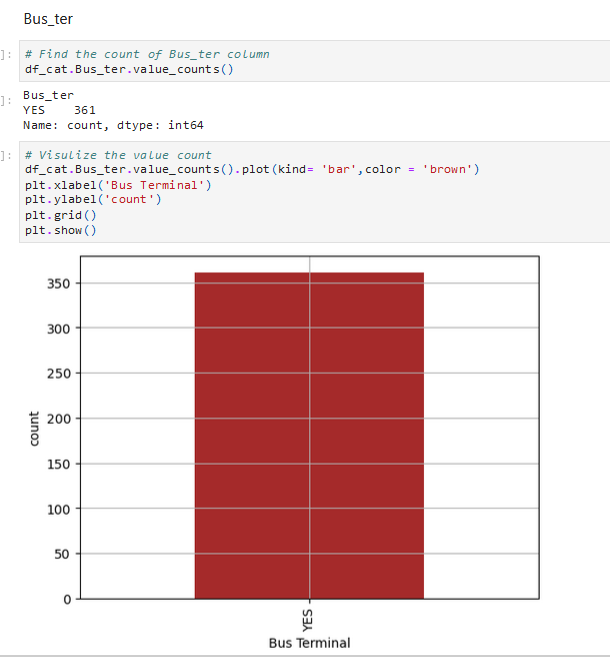 Bus_ter
]: # Find the count of Bus_ter column
df_cat.Bus_ter.value_counts()
]: Bus_ter
YES    361
Name: count, dtype: int64
]: # Visulize the value count
df_cat.Bus_ter.value_counts().plot(kind= 'bar',color = 'brown')
plt.xlabel('Bus Terminal')
plt.ylabel('count')
plt.grid()
plt.show()
350
300
250
200
150
100
50
0
count
YES
Bus Terminal